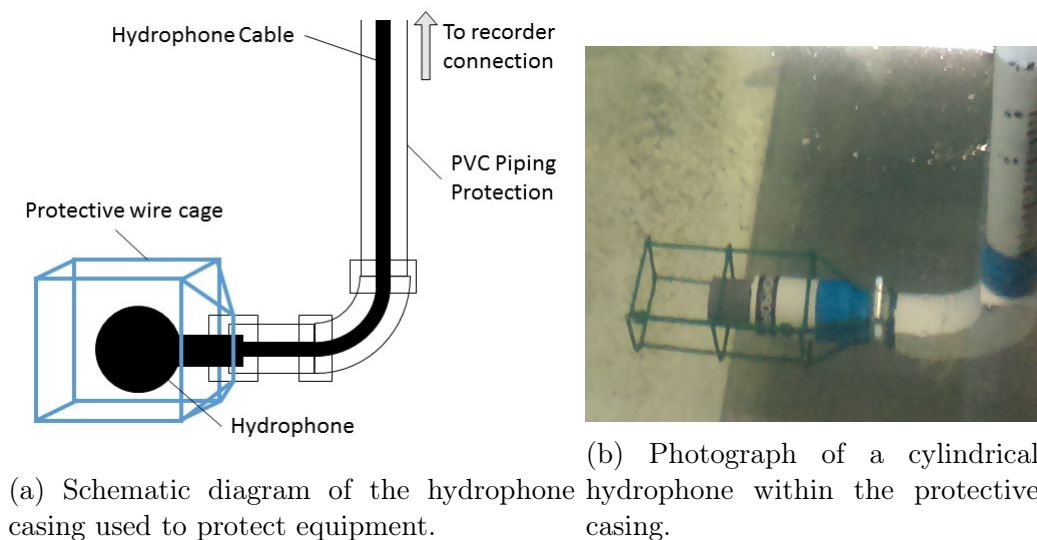 Hydrophone Cable
To recorder
connection
PVC Piping
Protection
Protective wire cage
Hydrophone
(a) Schematic diagram of the hydrophone
casing used to protect equipment.
(b) Photograph of a cylindrical
hydrophone within the protective
casing.